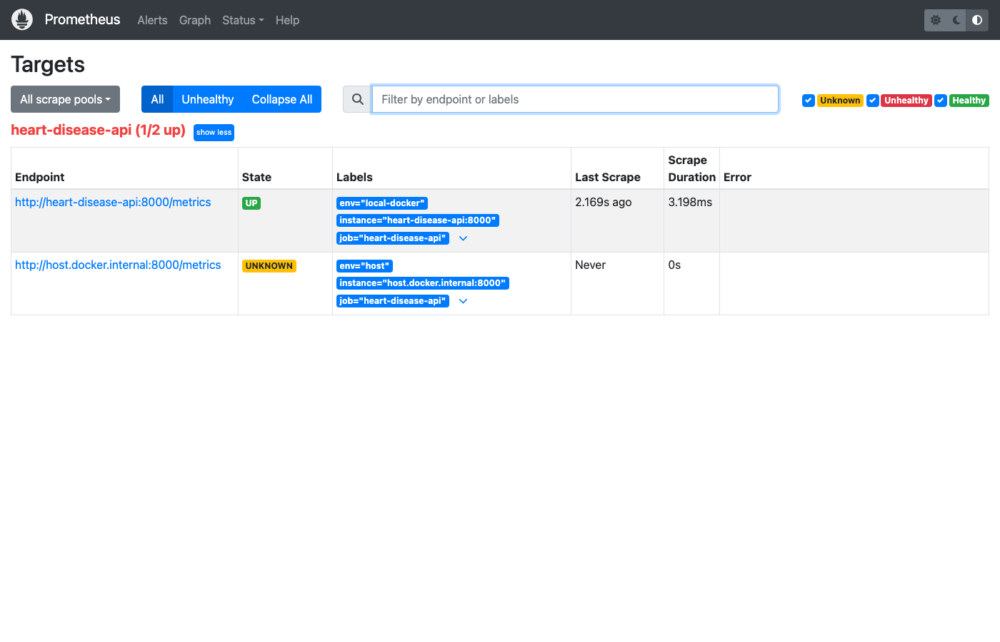 Prometheus Alerts Graph Status Help
Targets
All scrape pools All Unhealthy Collapse All Filter by endpoint or labels Unknown Unhealthy Healthy
heart-disease-api (1/2 up) show less
Endpoint State Labels Last Scrape Scrape Duration Error
http://heart-disease-api:8000/metrics UP env="local-docker" 2.169s ago 3.198ms
instance="heart-disease-api:8000"
job="heart-disease-api"
http://host.docker.internal:8000/metrics UNKNOWN env="host" Never 0s
instance="host.docker.internal:8000"
job="heart-disease-api"